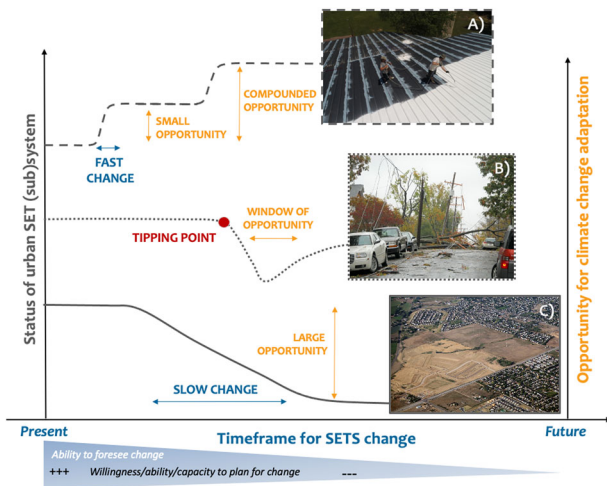 A)
COMPOUNDED
OPPORTUNITY
SMALL
OPPORTUNITY
FAST
CHANGE
B)
WINDOW OF
OPPORTUNITY
TIPPING POINT
C)
LARGE
OPPORTUNITY
SLOW CHANGE
Status of urban SET (sub)system
Opportunity for climate change adaptation
Present
Timeframe for SETS change
Future
Ability to foresee change
+++ Willingness/ability/capacity to plan for change ---